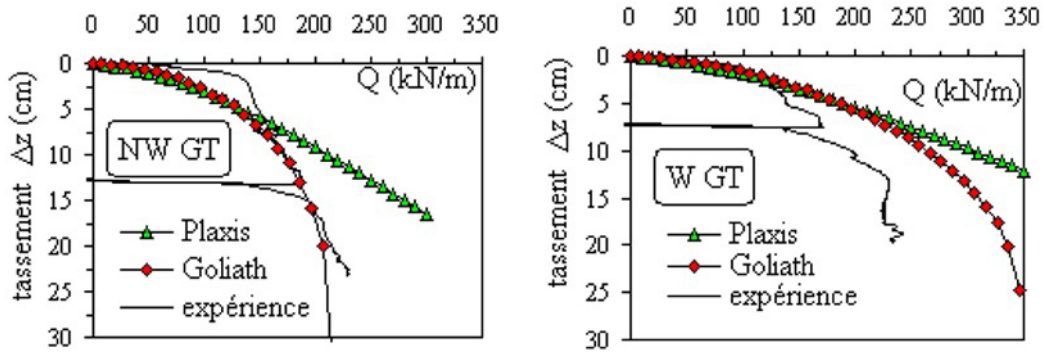 0 50 100 150 200 250 300 350
Q (kN/m)
tassement Δz (cm)
0
5
10
15
20
25
30
NW GT
Plaxis
Goliath
expérience
0 50 100 150 200 250 300 350
Q (kN/m)
tassement Δz (cm)
0
5
10
15
20
25
30
W GT
Plaxis
Goliath
expérience